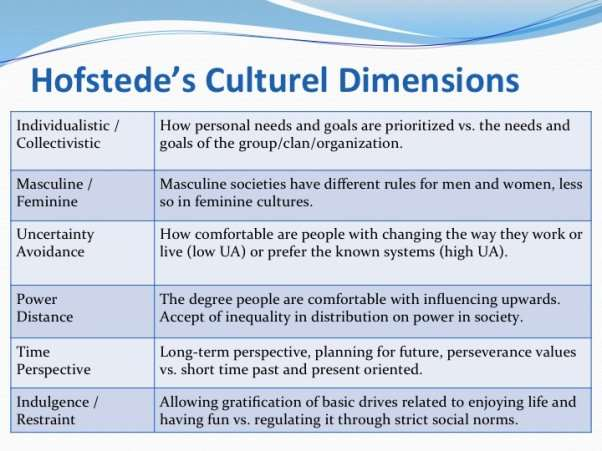 Hofstede’s Culturel Dimensions
Individualistic /
Collectivistic
How personal needs and goals are prioritized vs. the needs and
goals of the group/clan/organization.
Masculine /
Feminine
Masculine societies have different rules for men and women, less
so in feminine cultures.
Uncertainty
Avoidance
How comfortable are people with changing the way they work or
live (low UA) or prefer the known systems (high UA).
Power
Distance
The degree people are comfortable with influencing upwards.
Accept of inequality in distribution on power in society.
Time
Perspective
Long-term perspective, planning for future, perseverance values
vs. short time past and present oriented.
Indulgence /
Restraint
Allowing gratification of basic drives related to enjoying life and
having fun vs. regulating it through strict social norms.